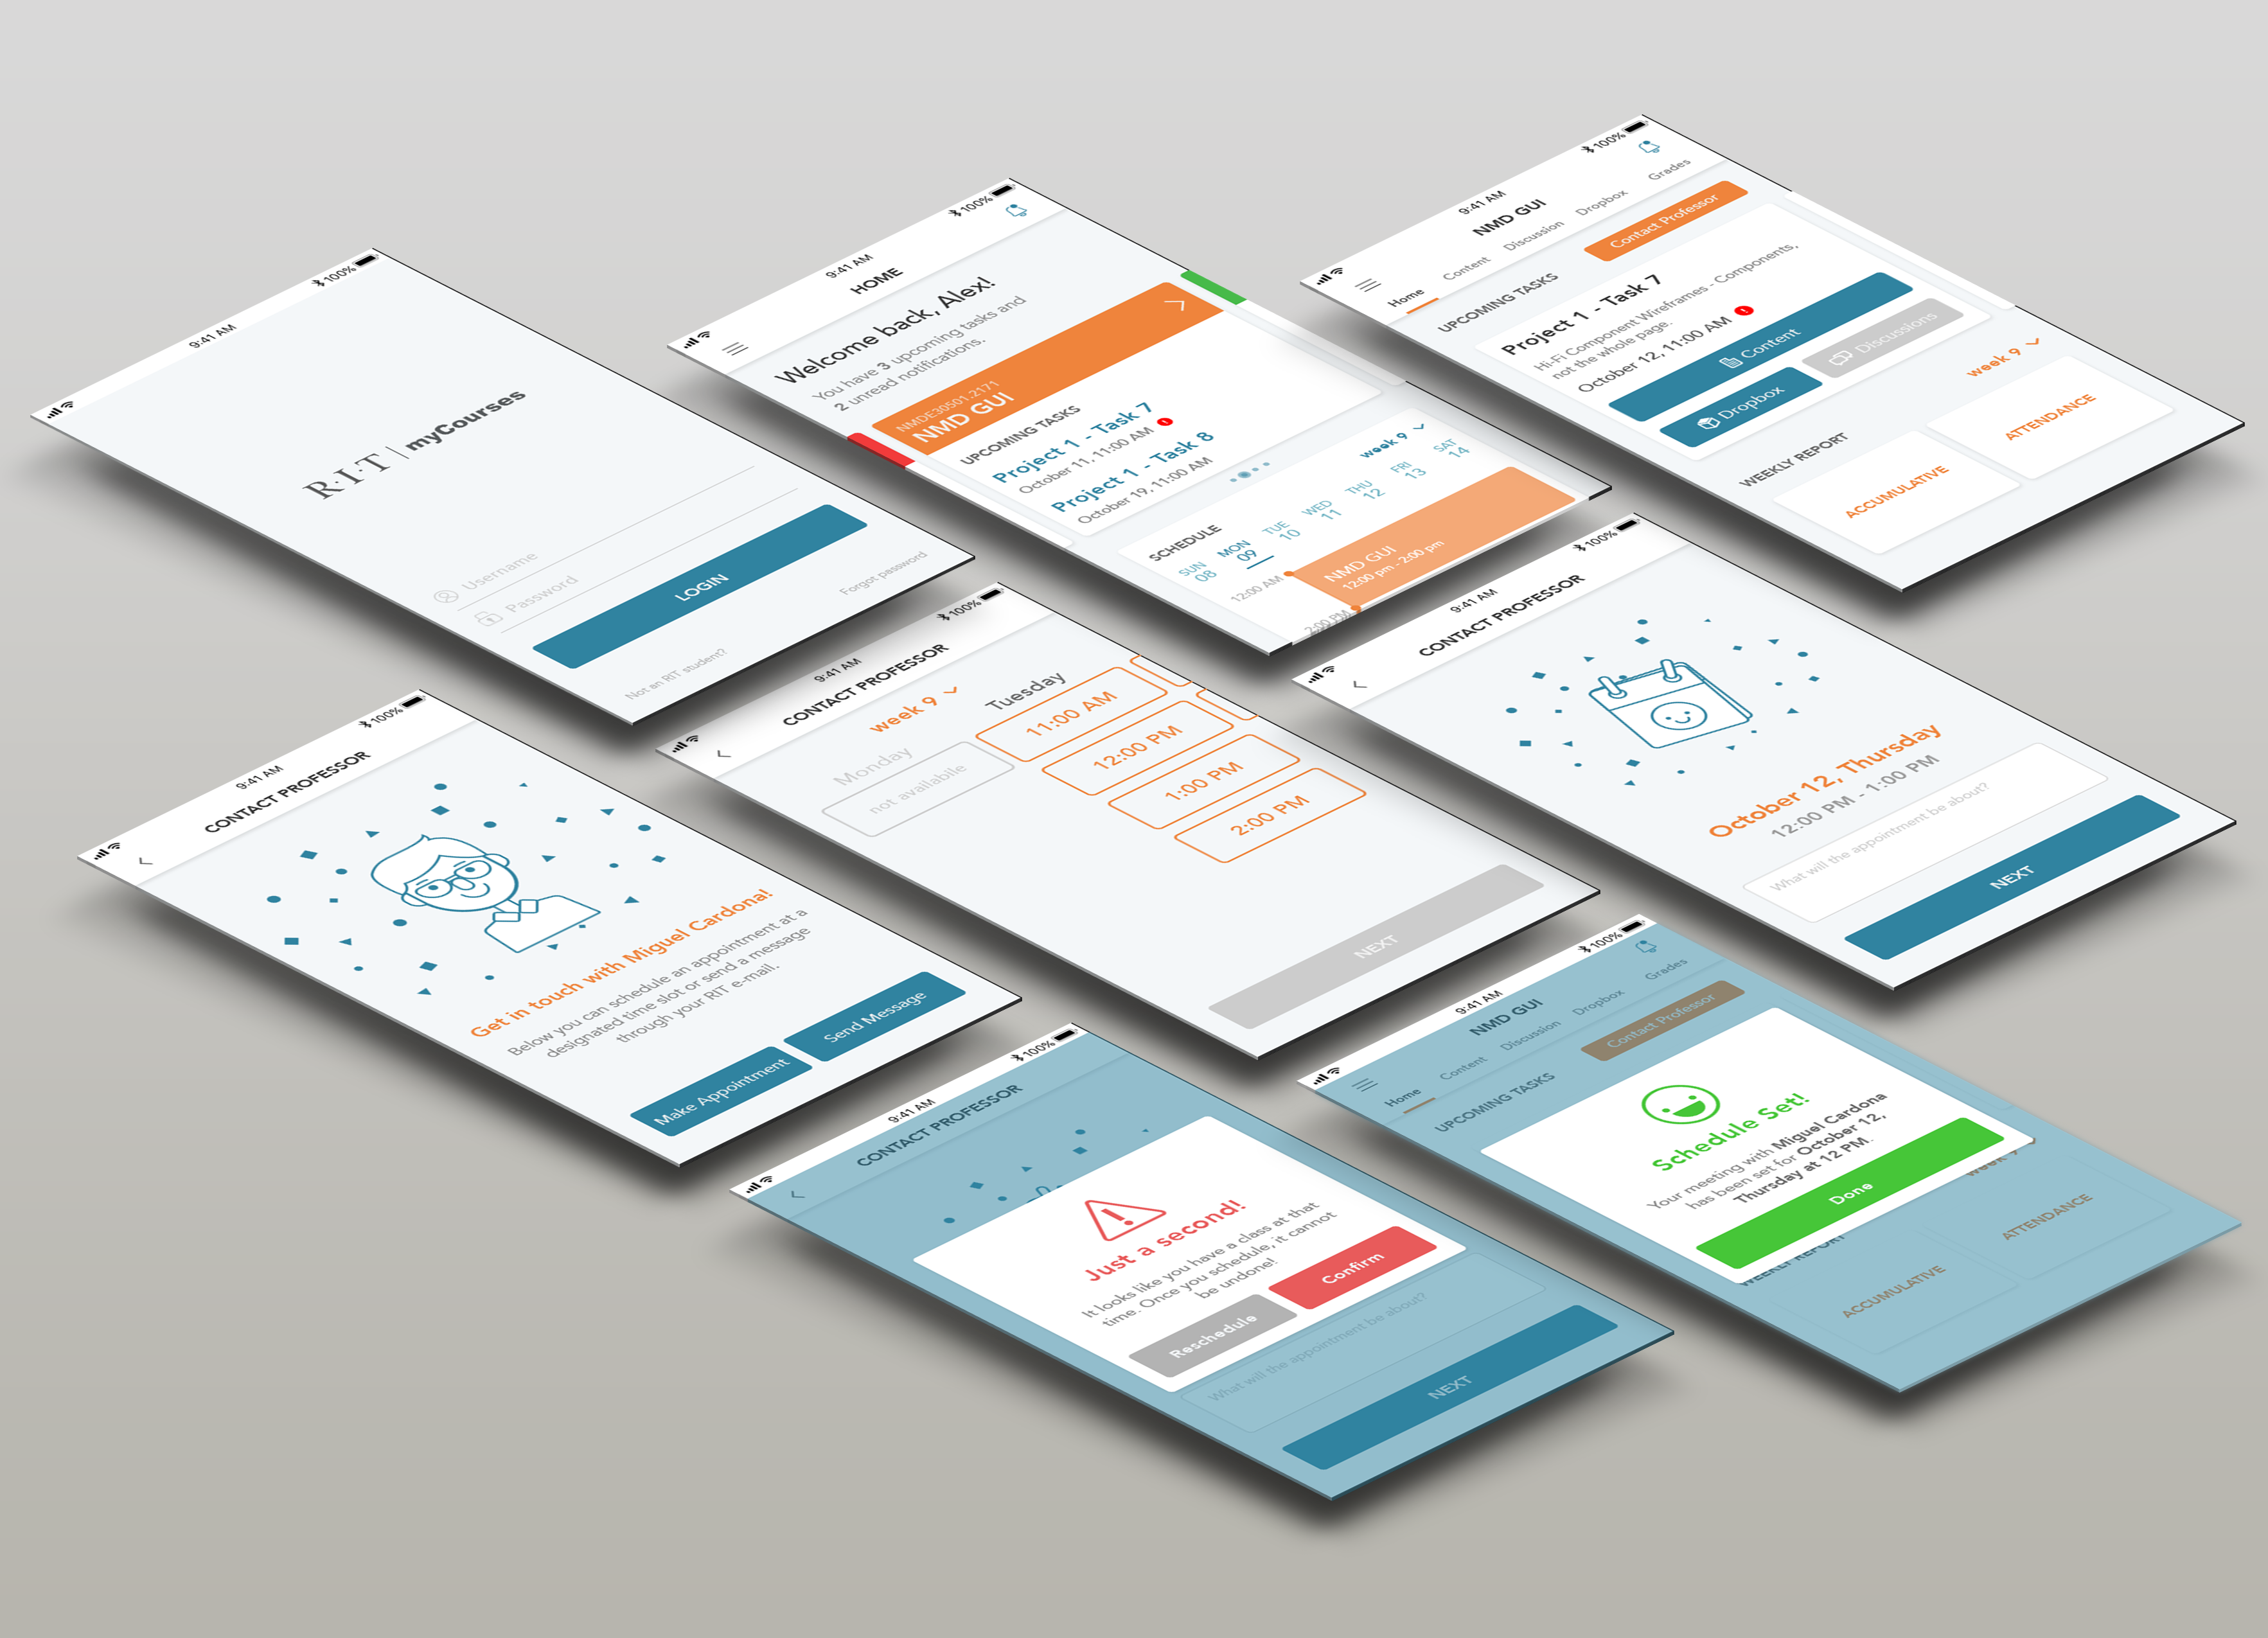 9:41 AM
100%
R·I·T | myCourses
Username
Password
LOGIN
Forgot password
Not an RIT student?
9:41 AM
100%
HOME
Welcome back, Alex!
You have 3 upcoming tasks and
2 unread notifications.
NMDE30501.2171
NMD GUI
UPCOMING TASKS
Project 1 - Task 7
October 11, 11:00 AM
Project 1 - Task 8
October 19, 11:00 AM
SCHEDULE
week 9
SUN MON TUE WED THU FRI SAT
08 09 10 11 12 13 14
12:00 AM
NMD GUI
12:00 pm - 2:00 pm
2:00 PM
9:41 AM
100%
NMD GUI
Home Content Discussion Dropbox Grades
UPCOMING TASKS
Contact Professor
Project 1 - Task 7
Hi-Fi Component Wireframes - Components,
not the whole page.
October 12, 11:00 AM
Content
Dropbox
Discussions
WEEKLY REPORT
week 9
ACCUMULATIVE
ATTENDANCE
9:41 AM
100%
CONTACT PROFESSOR
Get in touch with Miguel Cardona!
Below you can schedule an appointment at a
designated time slot or send a message
through your RIT e-mail.
Make Appointment
Send Message
9:41 AM
100%
CONTACT PROFESSOR
week 9
Monday
not availabile
Tuesday
11:00 AM
12:00 PM
1:00 PM
2:00 PM
NEXT
9:41 AM
100%
CONTACT PROFESSOR
October 12, Thursday
12:00 PM - 1:00 PM
What will the appointment be about?
NEXT
9:41 AM
100%
CONTACT PROFESSOR
Just a second!
It looks like you have a class at that
time. Once you schedule, it cannot
be undone!
Reschedule
Confirm
What will the appointment be about?
NEXT
9:41 AM
100%
NMD GUI
Home Content Discussion Dropbox Grades
UPCOMING TASKS
Contact Professor
Schedule Set!
Your meeting with Miguel Cardona
has been set for October 12,
Thursday at 12 PM.
Done
WEEKLY REPORT
week 9
ACCUMULATIVE
ATTENDANCE